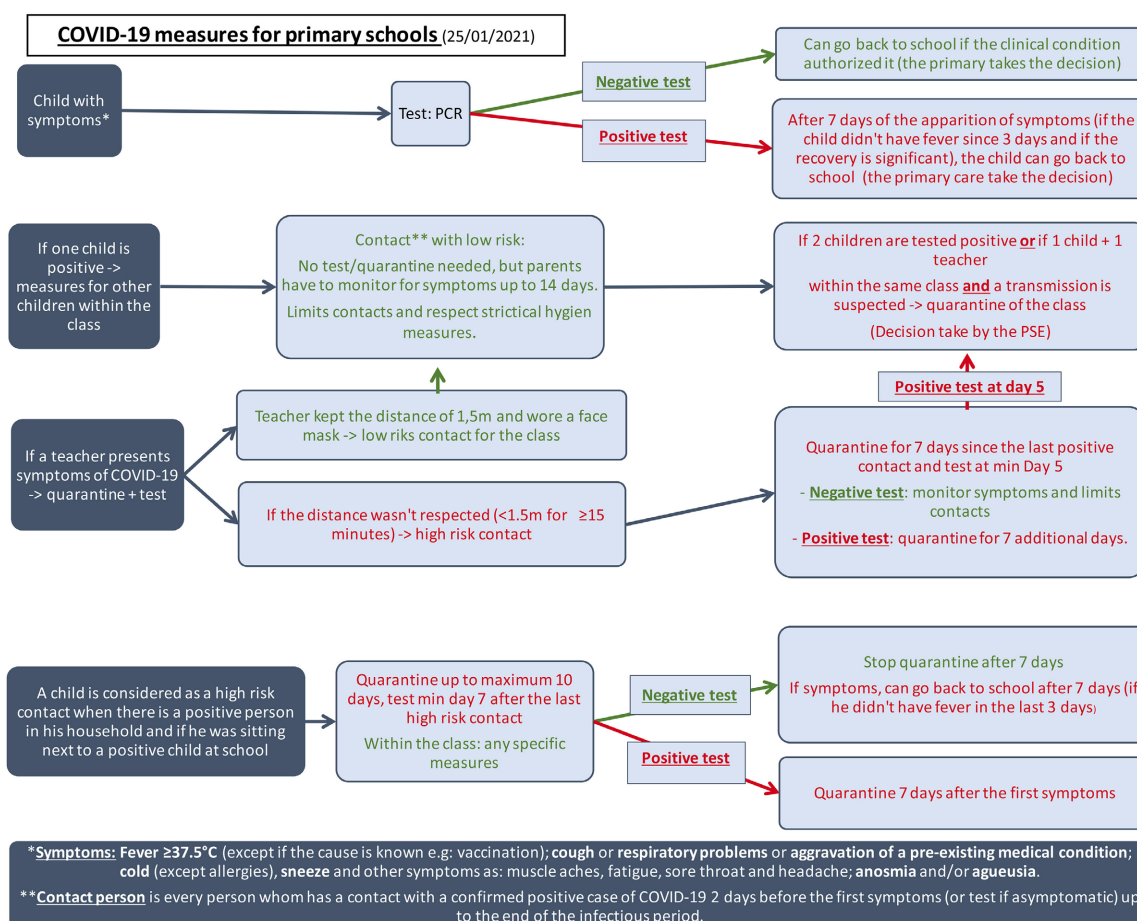 COVID-19 measures for primary schools (25/01/2021)
Child with
symptoms*
Test: PCR
Negative test
Can go back to school if the clinical condition
authorized it (the primary takes the decision)
Positive test
After 7 days of the apparition of symptoms (if the
child didn't have fever since 3 days and if the
recovery is significant), the child can go back to
school (the primary care take the decision)
If one child is
positive ->
measures for other
children within the
class
Contact** with low risk:
No test/quarantine needed, but parents
have to monitor for symptoms up to 14 days.
Limits contacts and respect strictical hygien
measures.
If 2 children are tested positive or if 1 child + 1
teacher
within the same class and a transmission is
suspected -> quarantine of the class
(Decision take by the PSE)
Positive test at day 5
If a teacher presents
symptoms of COVID-19
-> quarantine + test
Teacher kept the distance of 1,5m and wore a face
mask -> low riks contact for the class
If the distance wasn't respected (<1.5m for ≥15
minutes) -> high risk contact
Quarantine for 7 days since the last positive
contact and test at min Day 5
- Negative test: monitor symptoms and limits
contacts
- Positive test: quarantine for 7 additional days.
A child is considered as a high risk
contact when there is a positive person
in his household and if he was sitting
next to a positive child at school
Quarantine up to maximum 10
days, test min day 7 after the last
high risk contact
Within the class: any specific
measures
Negative test
Stop quarantine after 7 days
If symptoms, can go back to school after 7 days (if
he didn't have fever in the last 3 days)
Positive test
Quarantine 7 days after the first symptoms
*Symptoms: Fever ≥37.5°C (except if the cause is known e.g: vaccination); cough or respiratory problems or aggravation of a pre-existing medical condition;
cold (except allergies), sneeze and other symptoms as: muscle aches, fatigue, sore throat and headache; anosmia and/or agueusia.
**Contact person is every person whom has a contact with a confirmed positive case of COVID-19 2 days before the first symptoms (or test if asymptomatic) up
to the end of the infectious period.